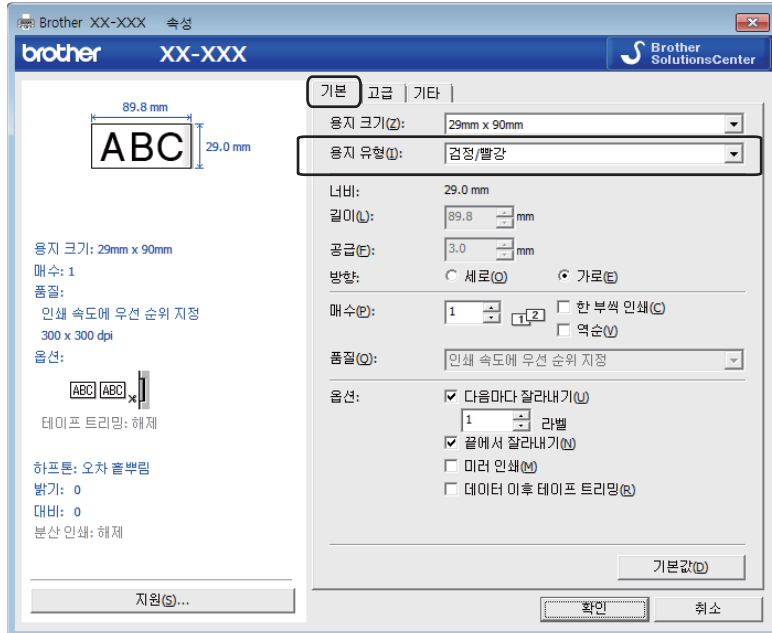 Brother XX-XXX 속성
brother XX-XXX
Brother
SolutionsCenter
89.8 mm
ABC
29.0 mm
용지 크기: 29mm x 90mm
매수: 1
품질:
인쇄 속도에 우선 순위 지정
300 x 300 dpi
옵션:
ABC ABC
테이프 트리밍: 해제
하프톤: 오차 흩뿌림
밝기: 0
대비: 0
분산 인쇄: 해제
지원(S)...
기본 고급 기타
용지 크기(Z): 29mm x 90mm
용지 유형(I): 검정/빨강
너비: 29.0 mm
길이(L): 89.8 mm
공급(F): 3.0 mm
방향: 세로(O) 가로(E)
매수(P): 1 1 2 한 부씩 인쇄(C)
역순(V)
품질(Q): 인쇄 속도에 우선 순위 지정
옵션: 다음마다 잘라내기(U)
1 라벨
끝에서 잘라내기(N)
미러 인쇄(M)
데이터 이후 테이프 트리밍(R)
기본값(D)
확인 취소